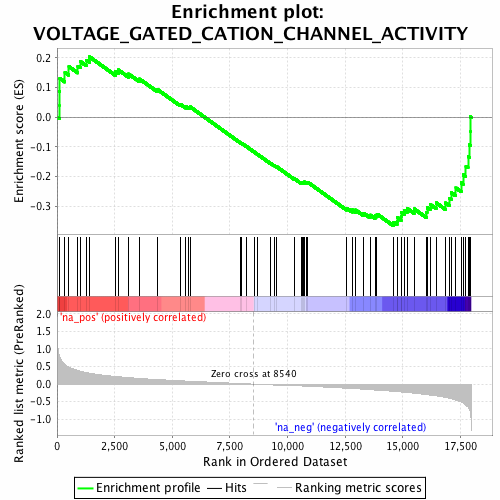 Enrichment plot:
VOLTAGE_GATED_CATION_CHANNEL_ACTIVITY
Enrichment score (ES)
0.2
0.1
0.0
-0.1
-0.2
-0.3
'na_pos' (positively correlated)
Ranked list metric (PreRanked)
2.0
1.5
1.0
0.5
0.0
-0.5
-1.0
Zero cross at 8540
'na_neg' (negatively correlated)
0 2,500 5,000 7,500 10,000 12,500 15,000 17,500
Rank in Ordered Dataset
Enrichment profile Hits Ranking metric scores